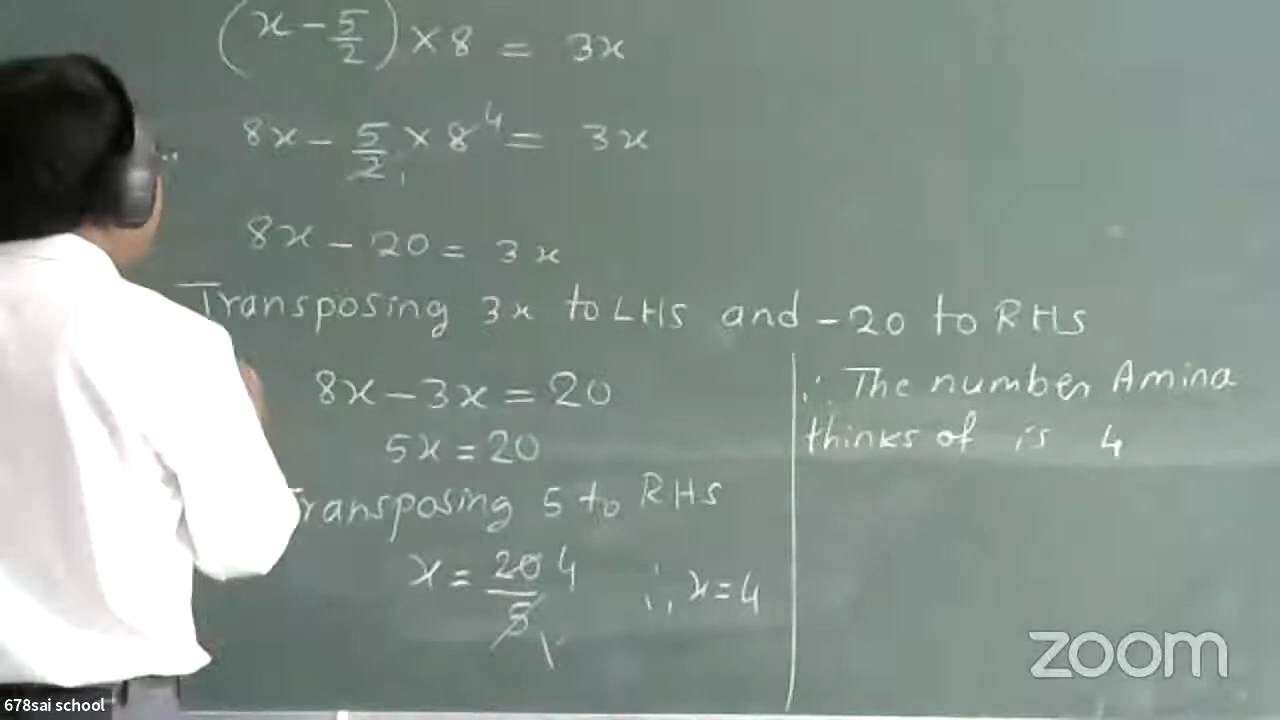 (x - 5/2) × 8 = 3x
8x - 5/2 1 × 8 4 = 3x
8x - 20 = 3x
Transposing 3x to LHS and -20 to RHS
8x - 3x = 20
5x = 20
Transposing 5 to RHS
x = 20/5 4 1 ∴ x = 4
∴ The number Amina
thinks of is 4
zoom
678sai school